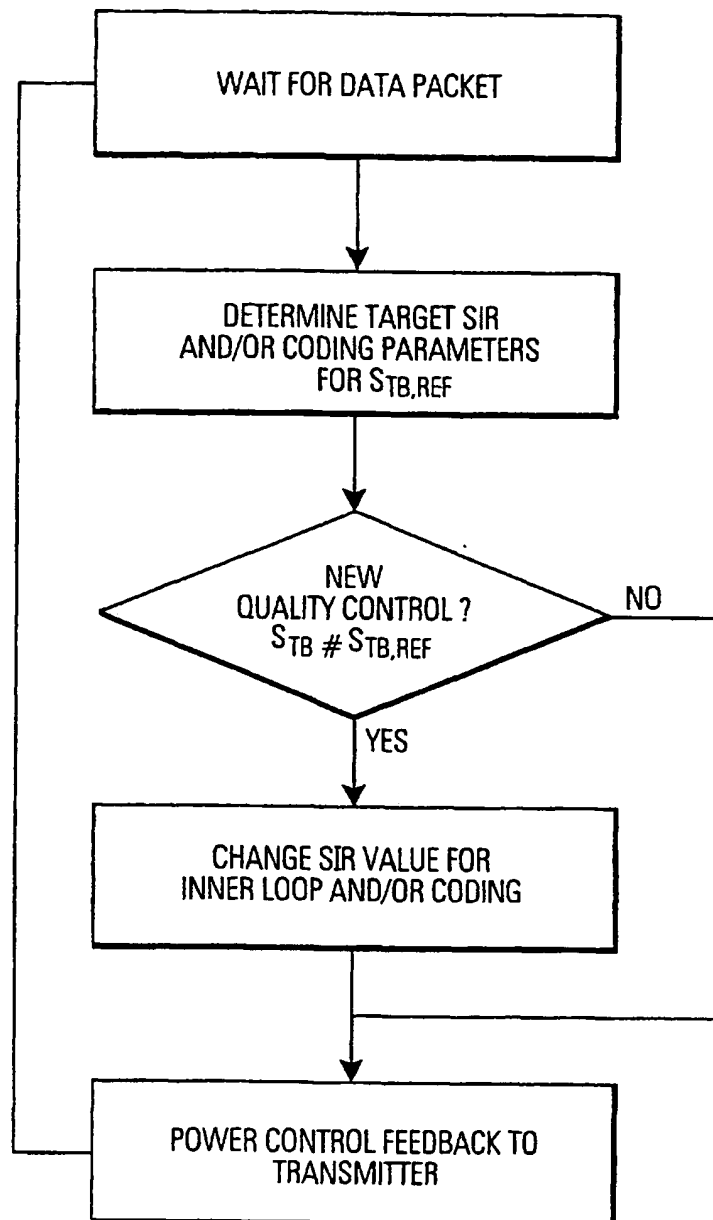 WAIT FOR DATA PACKET
DETERMINE TARGET SIR
AND/OR CODING PARAMETERS
FOR STB,REF
NEW
QUALITY CONTROL ?
STB # STB,REF
NO
YES
CHANGE SIR VALUE FOR
INNER LOOP AND/OR CODING
POWER CONTROL FEEDBACK TO
TRANSMITTER